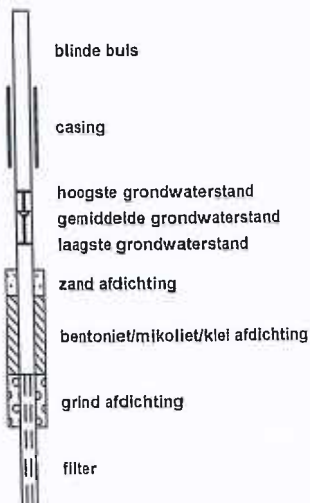 blinde buis
casing
hoogste grondwaterstand
gemiddelde grondwaterstand
laagste grondwaterstand
zand afdichting
bentoniet/mikoliet/klei afdichting
grind afdichting
filter